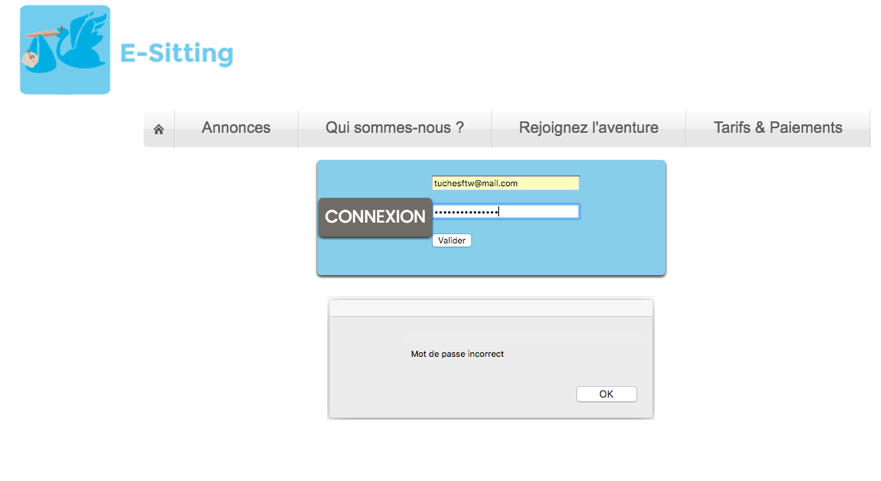 E-Sitting
Annonces
Qui sommes-nous ?
Rejoignez l'aventure
Tarifs & Paiements
tuchesftw@mail.com
CONNEXION
•••••••••••••••
Valider
Mot de passe incorrect
OK